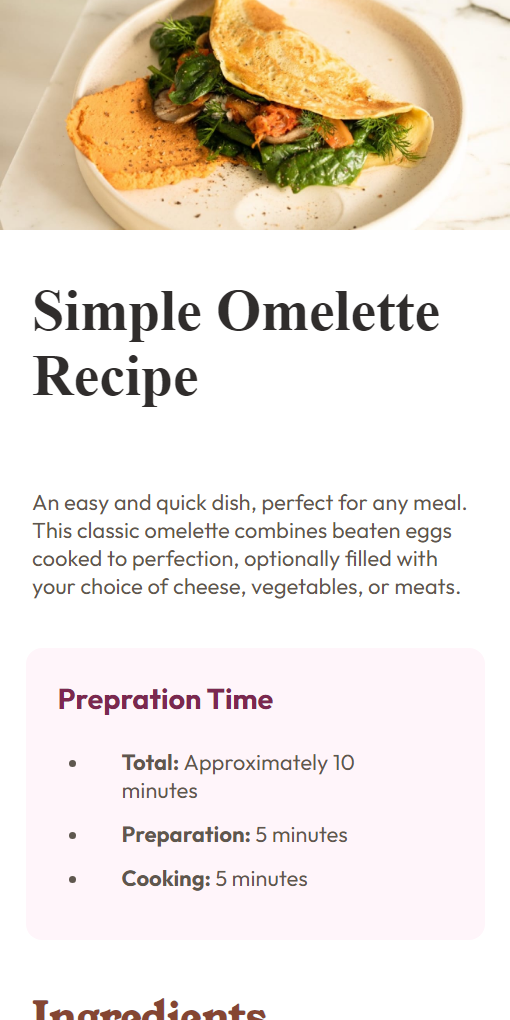 Simple Omelette
Recipe
An easy and quick dish, perfect for any meal.
This classic omelette combines beaten eggs
cooked to perfection, optionally filled with
your choice of cheese, vegetables, or meats.
Prepration Time
• Total: Approximately 10
minutes
• Preparation: 5 minutes
• Cooking: 5 minutes
Ingredients